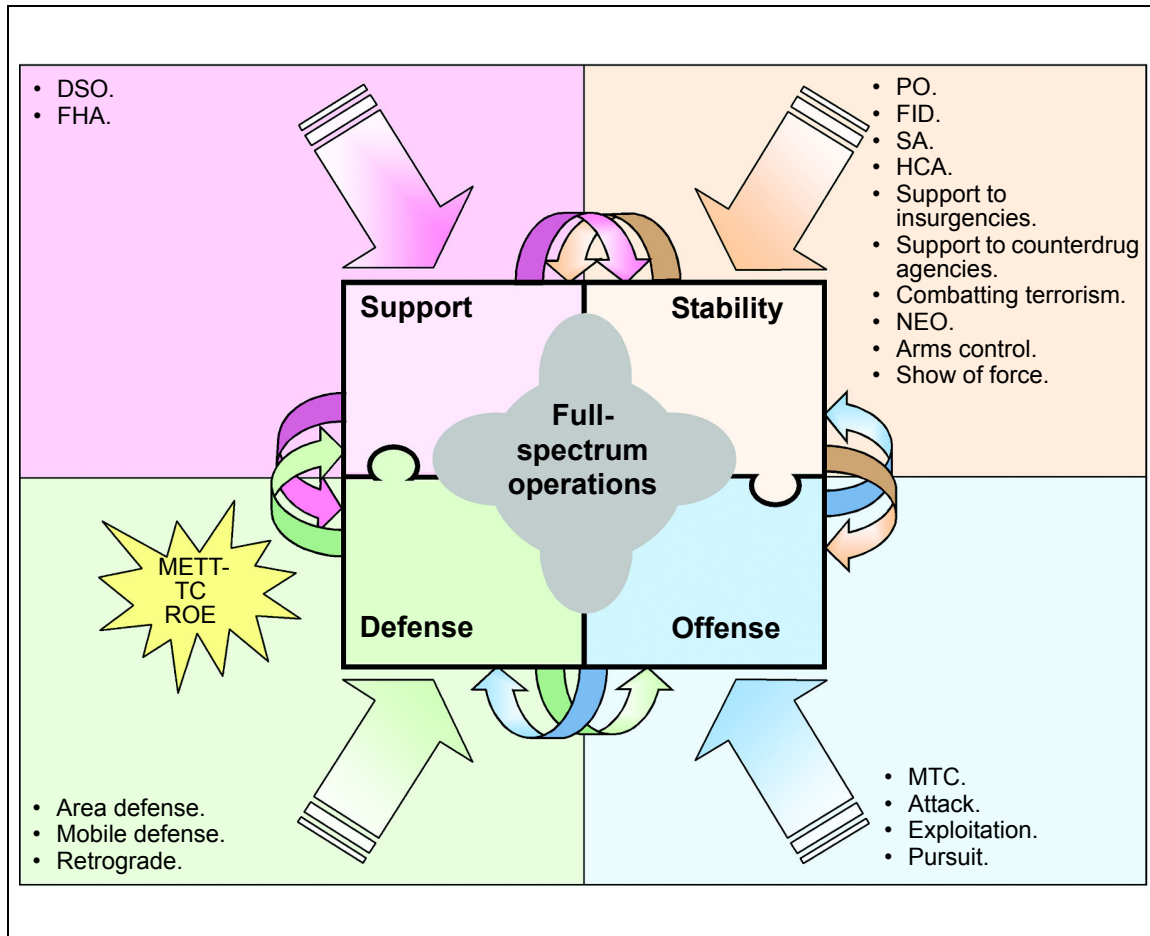 • DSO.
• FHA.
• PO.
• FID.
• SA.
• HCA.
• Support to
insurgencies.
• Support to counterdrug
agencies.
• Combatting terrorism.
• NEO.
• Arms control.
• Show of force.
Support
Stability
Full-
spectrum
operations
METT-
TC
ROE
Defense
Offense
• Area defense.
• Mobile defense.
• Retrograde.
• MTC.
• Attack.
• Exploitation.
• Pursuit.